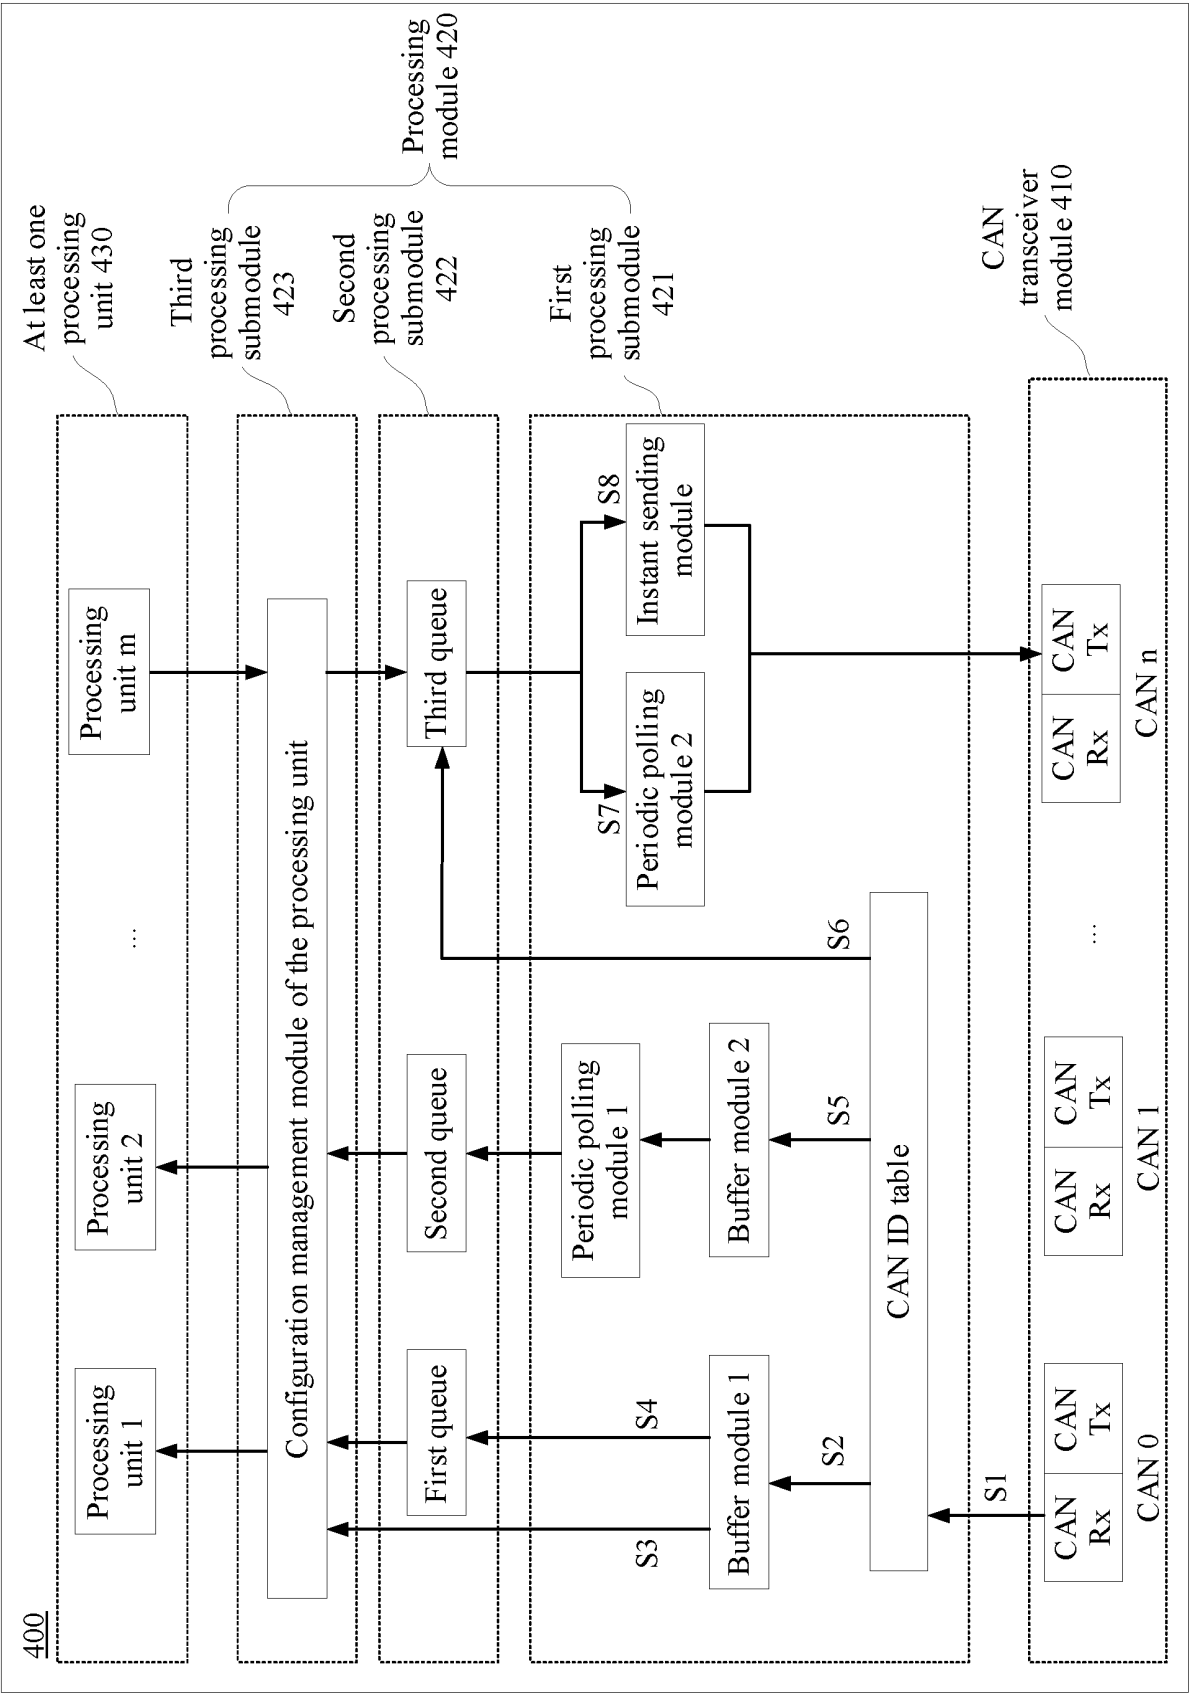 400
Processing
unit 1
Processing
unit 2
...
Processing
unit m
At least one
processing
unit 430
Configuration management module of the processing unit
Third
processing
submodule
423
First queue
Second queue
Third queue
Second
processing
submodule
422
Processing
module 420
S3
S4
Periodic polling
module 1
S7
Periodic polling
module 2
S8
Instant sending
module
First
processing
submodule
421
Buffer module 1
Buffer module 2
S2
S5
S6
CAN ID table
S1
CAN
Rx
CAN
Tx
CAN 0
CAN
Rx
CAN
Tx
CAN 1
...
CAN
Rx
CAN
Tx
CAN n
CAN
transceiver
module 410